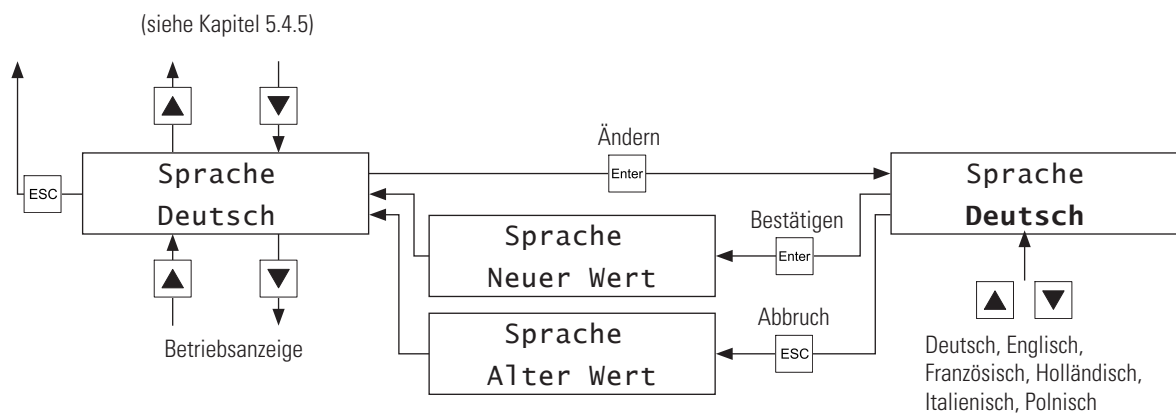 (siehe Kapitel 5.4.5)
ESC
Sprache
Deutsch
Betriebsanzeige
Ändern
Enter
Sprache
Neuer Wert
Bestätigen
Enter
Sprache
Alter Wert
Abbruch
ESC
Sprache
Deutsch
Deutsch, Englisch,
Französisch, Holländisch,
Italienisch, Polnisch